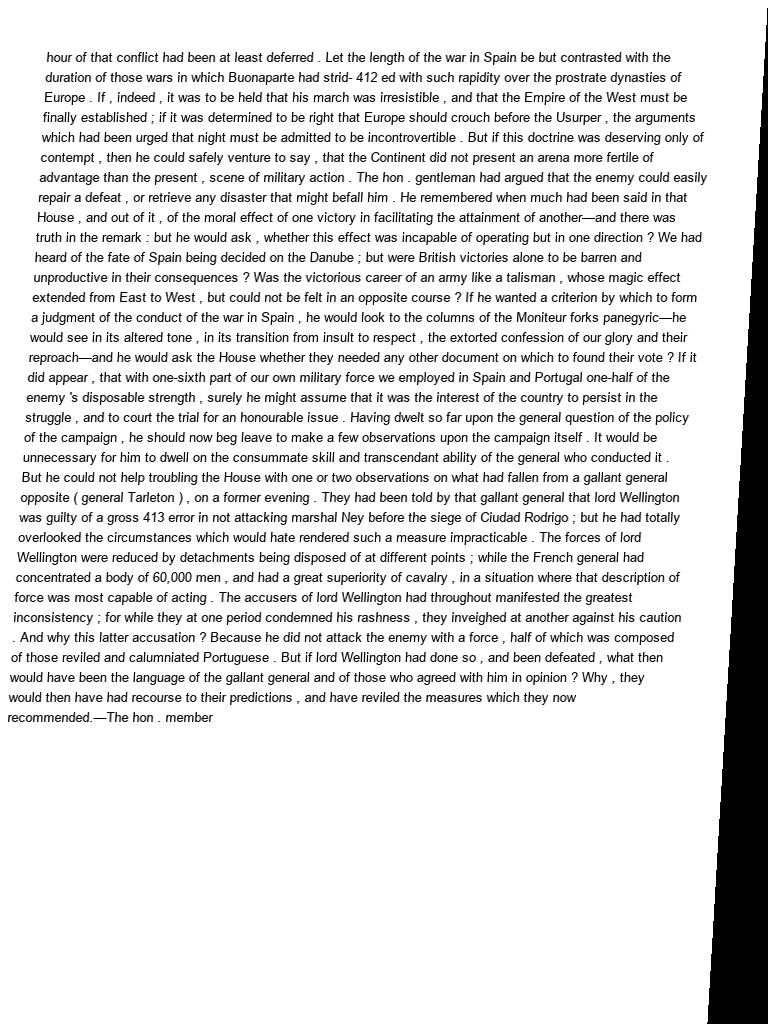 hour of that conflict had been at least deferred . Let the length of the war in Spain be but contrasted with the
duration of those wars in which Buonaparte had strid- 412 ed with such rapidity over the prostrate dynasties of
Europe . If , indeed , it was to be held that his march was irresistible , and that the Empire of the West must be
finally established ; if it was determined to be right that Europe should crouch before the Usurper , the arguments
which had been urged that night must be admitted to be incontrovertible . But if this doctrine was deserving only of
contempt , then he could safely venture to say , that the Continent did not present an arena more fertile of
advantage than the present , scene of military action . The hon . gentleman had argued that the enemy could easily
repair a defeat , or retrieve any disaster that might befall him . He remembered when much had been said in that
House , and out of it , of the moral effect of one victory in facilitating the attainment of another—and there was
truth in the remark : but he would ask , whether this effect was incapable of operating but in one direction ? We had
heard of the fate of Spain being decided on the Danube ; but were British victories alone to be barren and
unproductive in their consequences ? Was the victorious career of an army like a talisman , whose magic effect
extended from East to West , but could not be felt in an opposite course ? If he wanted a criterion by which to form
a judgment of the conduct of the war in Spain , he would look to the columns of the Moniteur forks panegyric—he
would see in its altered tone , in its transition from insult to respect , the extorted confession of our glory and their
reproach—and he would ask the House whether they needed any other document on which to found their vote ? If it
did appear , that with one-sixth part of our own military force we employed in Spain and Portugal one-half of the
enemy 's disposable strength , surely he might assume that it was the interest of the country to persist in the
struggle , and to court the trial for an honourable issue . Having dwelt so far upon the general question of the policy
of the campaign , he should now beg leave to make a few observations upon the campaign itself . It would be
unnecessary for him to dwell on the consummate skill and transcendant ability of the general who conducted it .
But he could not help troubling the House with one or two observations on what had fallen from a gallant general
opposite ( general Tarleton ) , on a former evening . They had been told by that gallant general that lord Wellington
was guilty of a gross 413 error in not attacking marshal Ney before the siege of Ciudad Rodrigo ; but he had totally
overlooked the circumstances which would hate rendered such a measure impracticable . The forces of lord
Wellington were reduced by detachments being disposed of at different points ; while the French general had
concentrated a body of 60,000 men , and had a great superiority of cavalry , in a situation where that description of
force was most capable of acting . The accusers of lord Wellington had throughout manifested the greatest
inconsistency ; for while they at one period condemned his rashness , they inveighed at another against his caution
. And why this latter accusation ? Because he did not attack the enemy with a force , half of which was composed
of those reviled and calumniated Portuguese . But if lord Wellington had done so , and been defeated , what then
would have been the language of the gallant general and of those who agreed with him in opinion ? Why , they
would then have had recourse to their predictions , and have reviled the measures which they now
recommended.—The hon . member